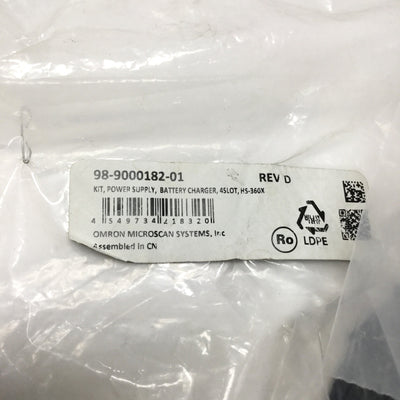 98-9000182-01 REV D
KIT, POWER SUPPLY, BATTERY CHARGER, 4SLOT, HS-360X
4 549734 218320
OMRON MICROSCAN SYSTEMS, Inc
Assembled in CN
Ro LDPE